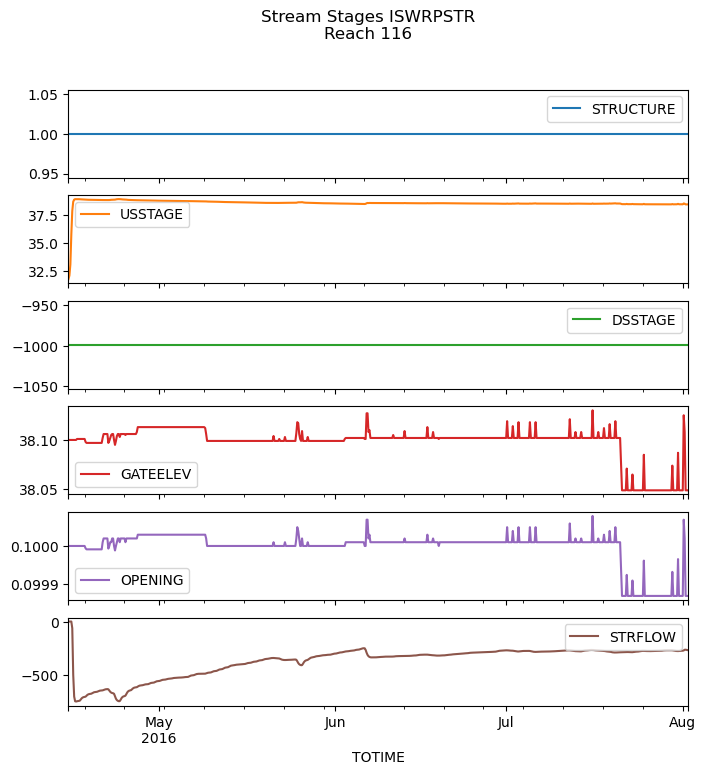 Stream Stages ISWRPSTR
Reach 116
1.05
1.00
0.95
STRUCTURE
37.5
35.0
32.5
USSTAGE
−950
−1000
−1050
DSSTAGE
38.10
38.05
GATEELEV
0.1000
0.0999
OPENING
0
−500
STRFLOW
May
2016
Jun
Jul
Aug
TOTIME